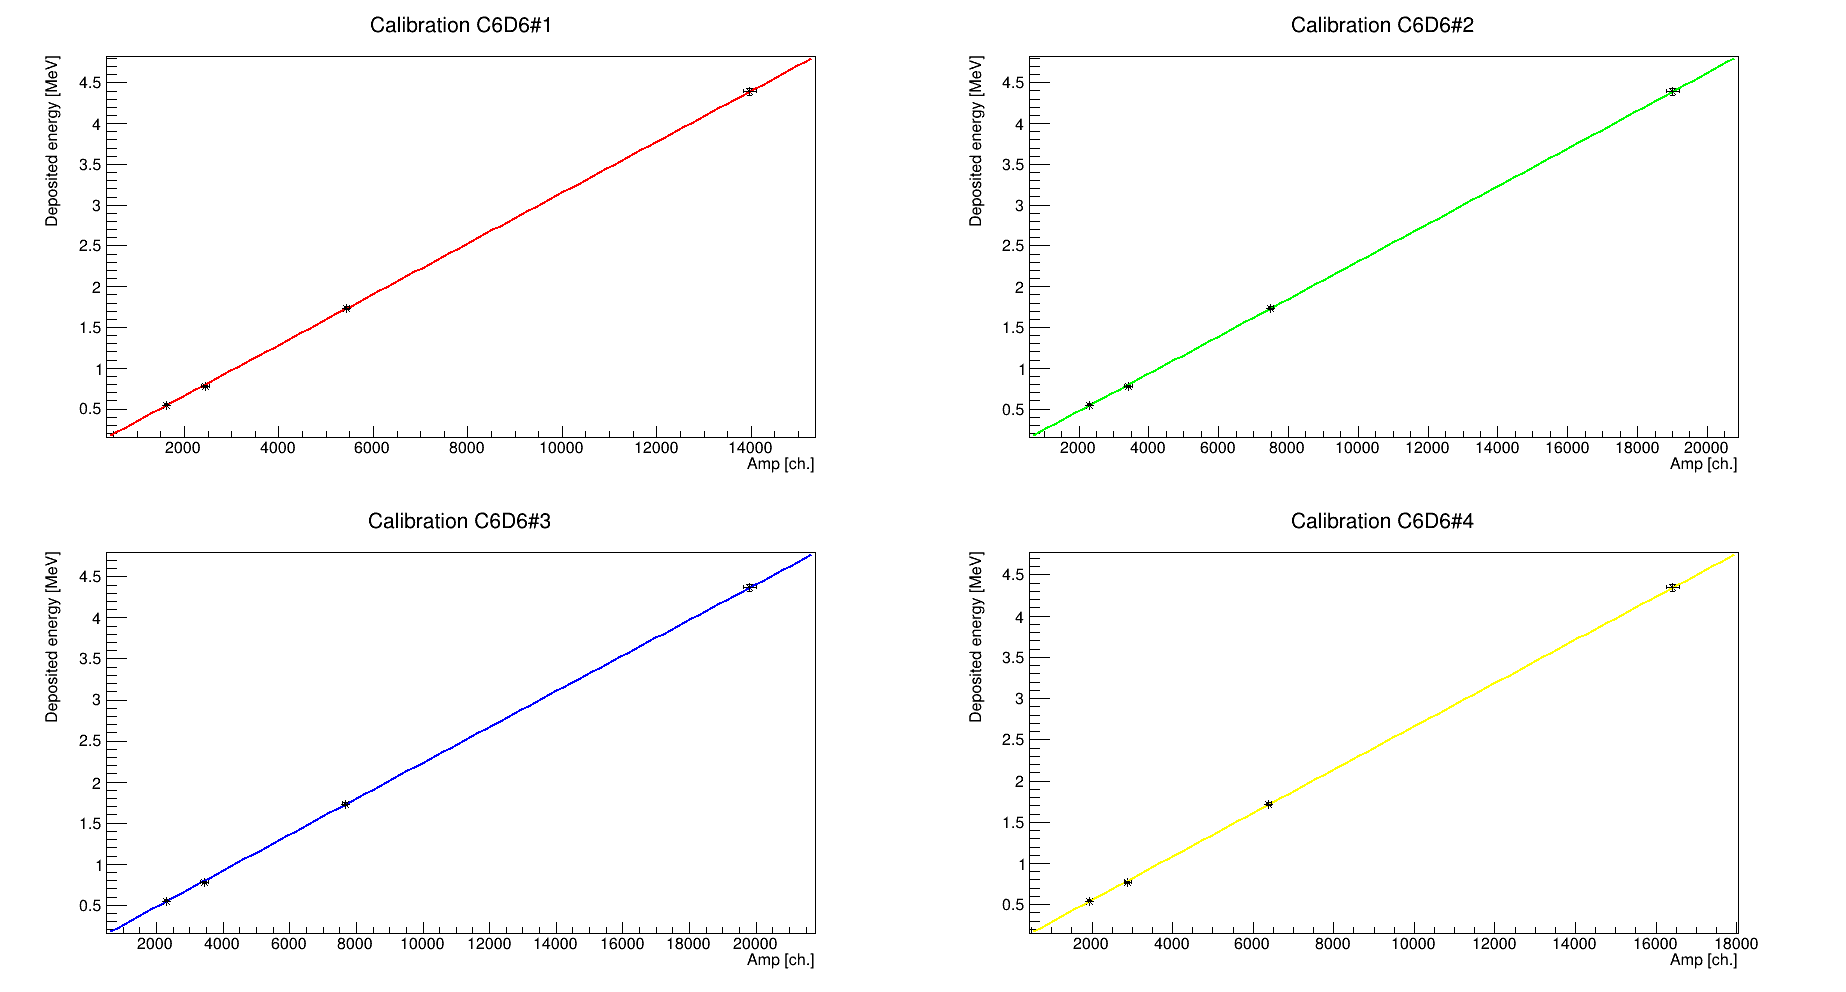 Calibration C6D6#1
Deposited energy [MeV]
4.5
4
3.5
3
2.5
2
1.5
1
0.5
2000 4000 6000 8000 10000 12000 14000
Amp [ch.]
Calibration C6D6#2
Deposited energy [MeV]
4.5
4
3.5
3
2.5
2
1.5
1
0.5
2000 4000 6000 8000 10000 12000 14000 16000 18000 20000
Amp [ch.]
Calibration C6D6#3
Deposited energy [MeV]
4.5
4
3.5
3
2.5
2
1.5
1
0.5
2000 4000 6000 8000 10000 12000 14000 16000 18000 20000
Amp [ch.]
Calibration C6D6#4
Deposited energy [MeV]
4.5
4
3.5
3
2.5
2
1.5
1
0.5
2000 4000 6000 8000 10000 12000 14000 16000 18000
Amp [ch.]